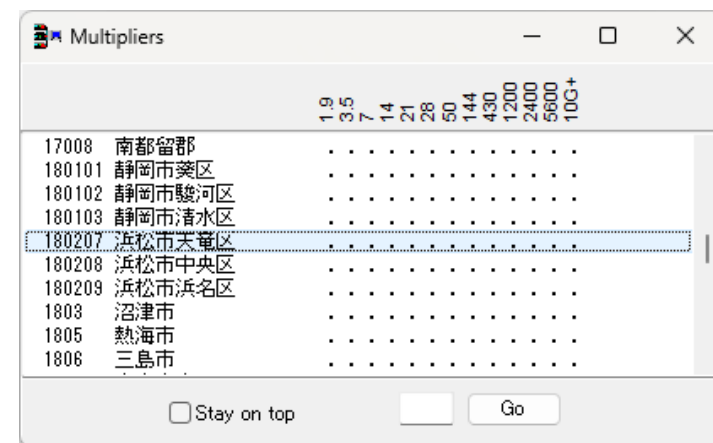 Multipliers
1.9 3.5 7 14 21 28 50 144 430 1200 2400 5600 10G+
17008 南都留郡 . . . . . . . . . . . . .
180101 静岡市葵区 . . . . . . . . . . . . .
180102 静岡市駿河区 . . . . . . . . . . . . .
180103 静岡市清水区 . . . . . . . . . . . . .
180207 浜松市天竜区 . . . . . . . . . . . . .
180208 浜松市中央区 . . . . . . . . . . . . .
180209 浜松市浜名区 . . . . . . . . . . . . .
1803 沼津市 . . . . . . . . . . . . .
1805 熱海市 . . . . . . . . . . . . .
1806 三島市 . . . . . . . . . . . . .
Stay on top Go